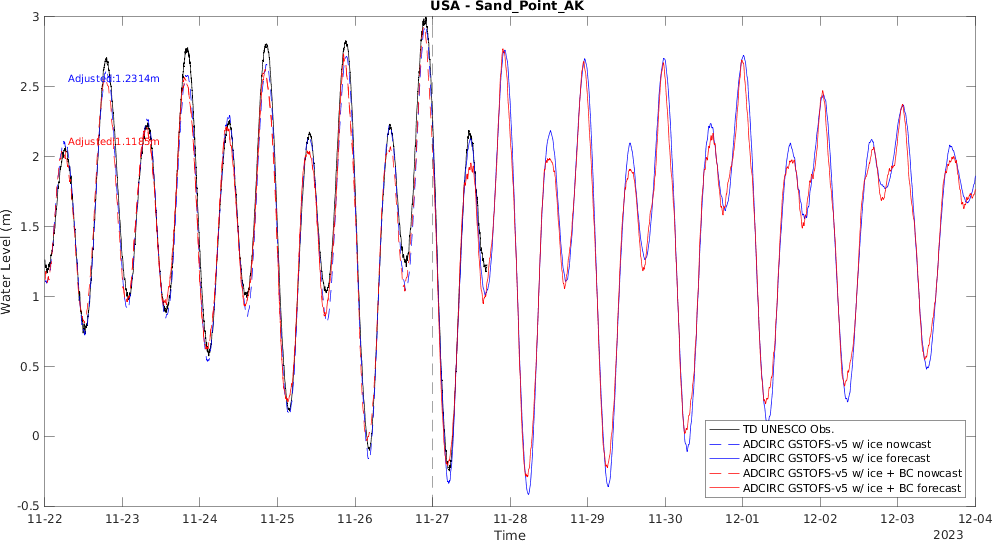 USA - Sand_Point_AK
Water Level (m)
3
2.5
2
1.5
1
0.5
0
-0.5
Adjusted:1.2314m
Adjusted:1.1185m
TD UNESCO Obs.
ADCIRC GSTOFS-v5 w/ ice nowcast
ADCIRC GSTOFS-v5 w/ ice forecast
ADCIRC GSTOFS-v5 w/ ice + BC nowcast
ADCIRC GSTOFS-v5 w/ ice + BC forecast
11-22 11-23 11-24 11-25 11-26 11-27 11-28 11-29 11-30 12-01 12-02 12-03 12-04
Time
2023